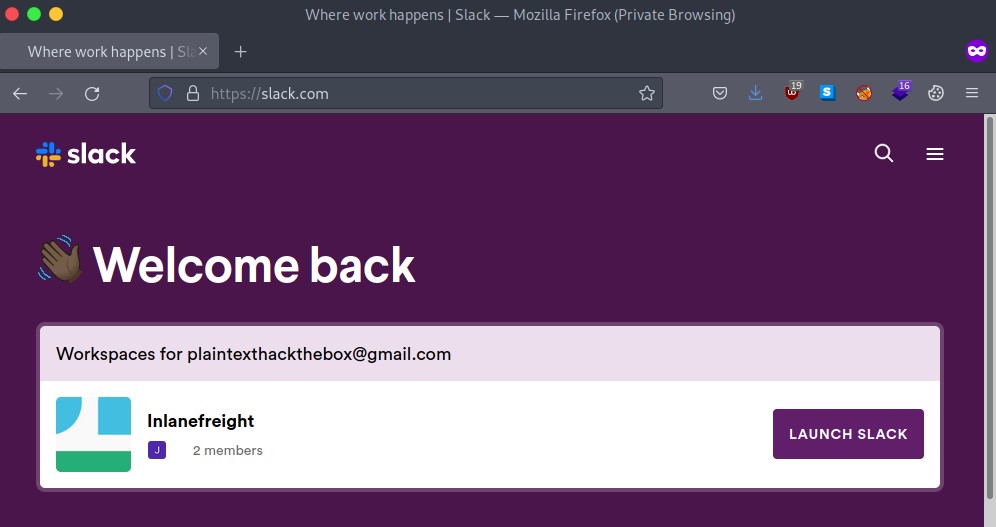 Where work happens | Slack — Mozilla Firefox (Private Browsing)
Where work happens | Sla
https://slack.com
19
S
16
slack
Welcome back
Workspaces for plaintexthackthebox@gmail.com
Inlanefreight
J 2 members
LAUNCH SLACK